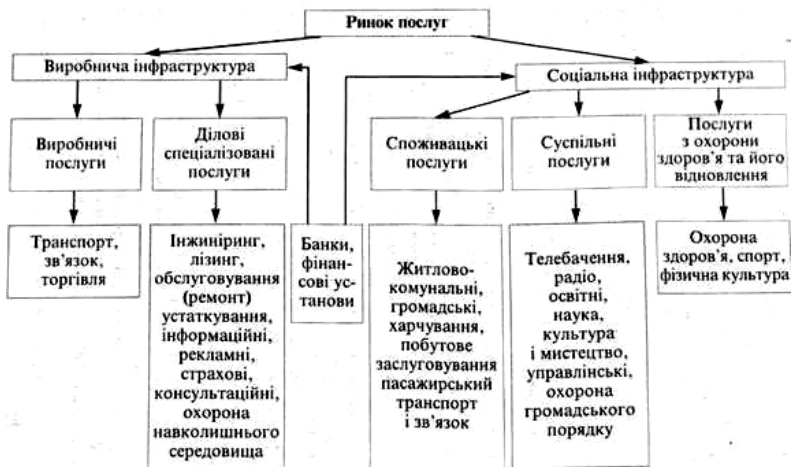 Ринок послуг
Виробнича інфраструктура
Соціальна інфраструктура
Виробничі
послуги
Ділові
спеціалізовані
послуги
Споживацькі
послуги
Суспільні
послуги
Послуги
з охорони
здоров'я та його
відновлення
Транспорт,
зв'язок,
торгівля
Інжиніринг,
лізинг,
обслуговування
(ремонт)
устаткування,
інформаційні,
рекламні,
страхові,
консультаційні,
охорона
навколишнього
середовища
Банки,
фінан-
сові ус-
танови
Житлово-
комунальні,
громадські,
харчування,
побутове
заслуговування
пасажирський
транспорт
і зв'язок
Телебачення,
радіо,
освітні,
наука,
культура
і мистецтво,
управлінські,
охорона
громадського
порядку
Охорона
здоров'я, спорт,
фізична культура